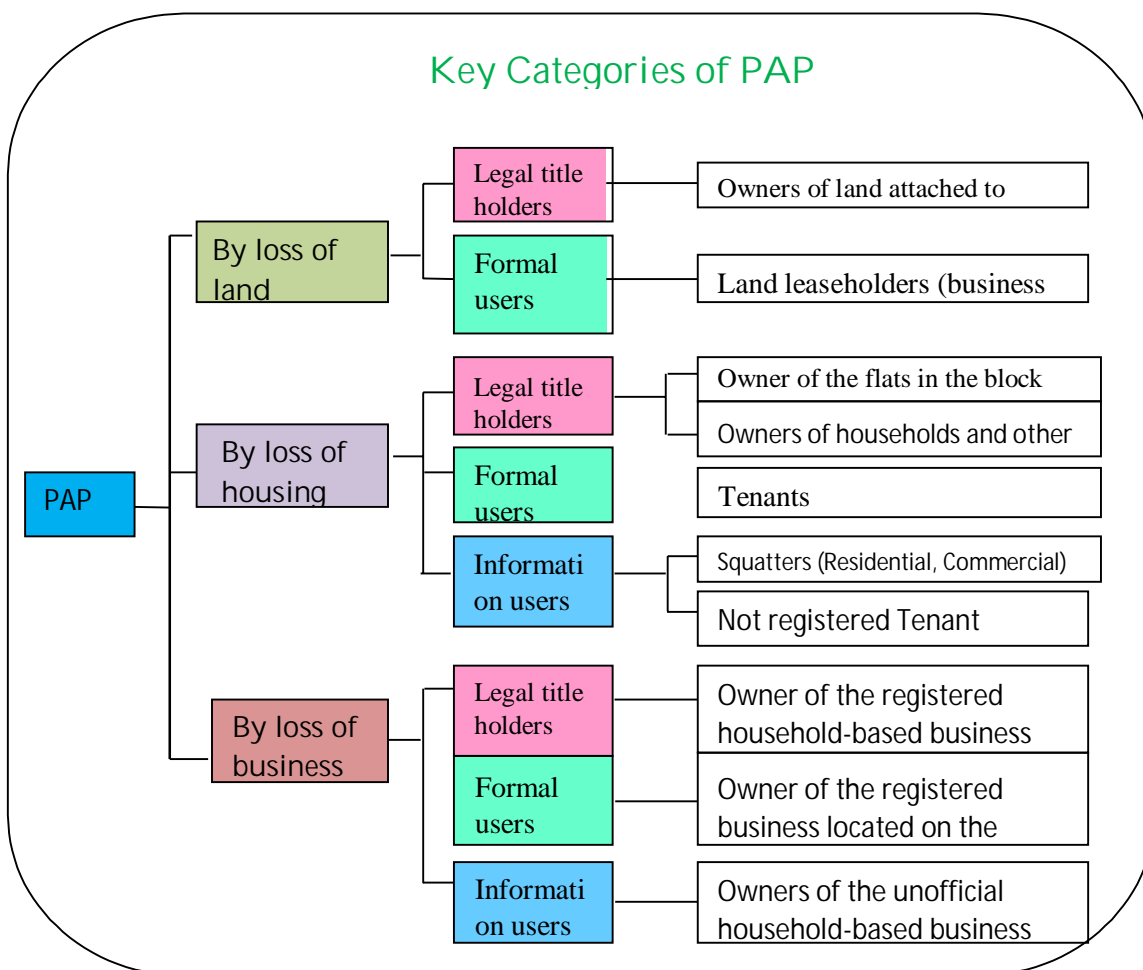 Key Categories of PAP
PAP
By loss of
land
Legal title
holders
Owners of land attached to
Formal
users
Land leaseholders (business
By loss of
housing
Legal title
holders
Owner of the flats in the block
Owners of households and other
Formal
users
Tenants
Informati
on users
Squatters (Residential, Commercial)
Not registered Tenant
By loss of
business
Legal title
holders
Owner of the registered
household-based business
Formal
users
Owner of the registered
business located on the
Informati
on users
Owners of the unofficial
household-based business